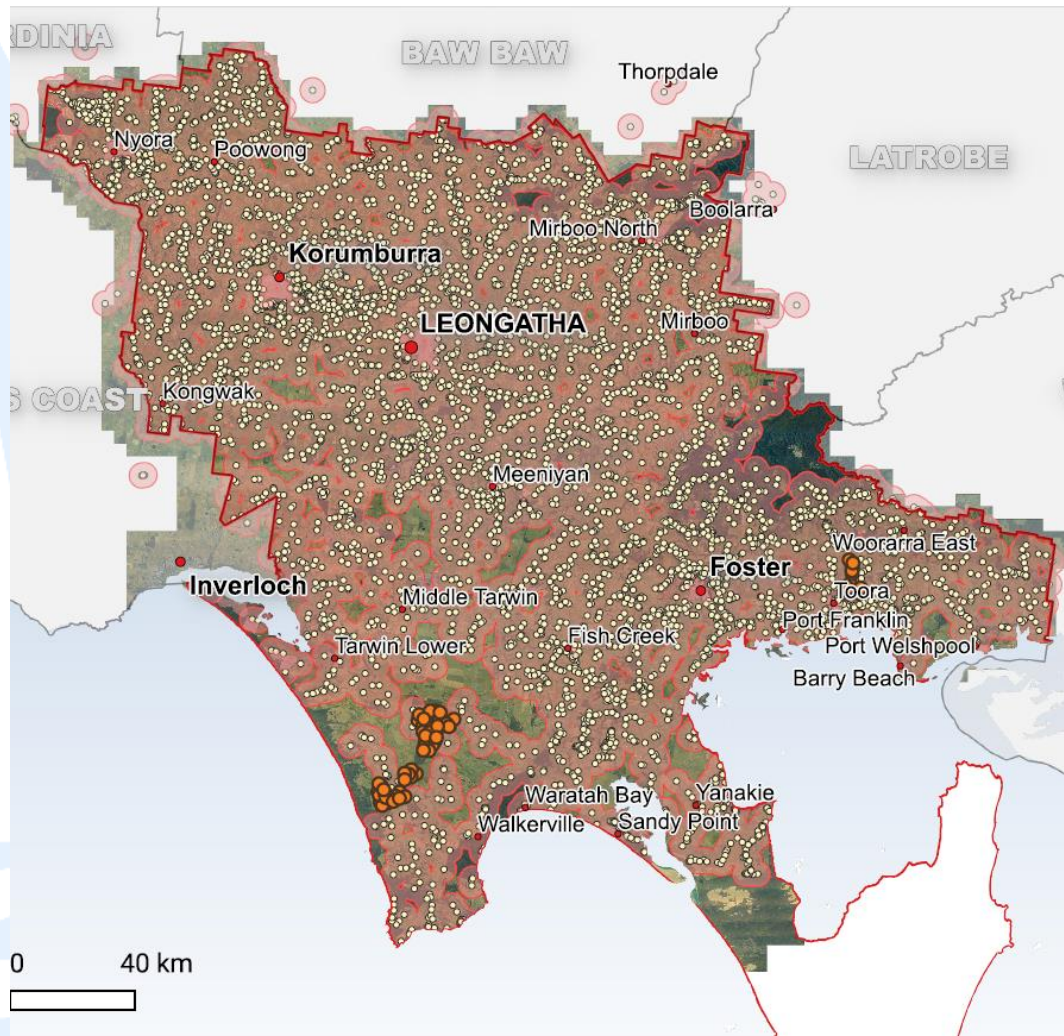 RDINIA
BAW BAW
Thorpdale
Nyora
Poowong
LATROBE
Boolarra
Mirboo North
Korumburra
LEONGATHA
Mirboo
S COAST
Kongwak
Meeniyan
Woorarra East
Foster
Inverloch
Toora
Middle Tarwin
Port Franklin
Fish Creek
Tarwin Lower
Port Welshpool
Barry Beach
Waratah Bay
Yanakie
Walkerville
Sandy Point
0 40 km